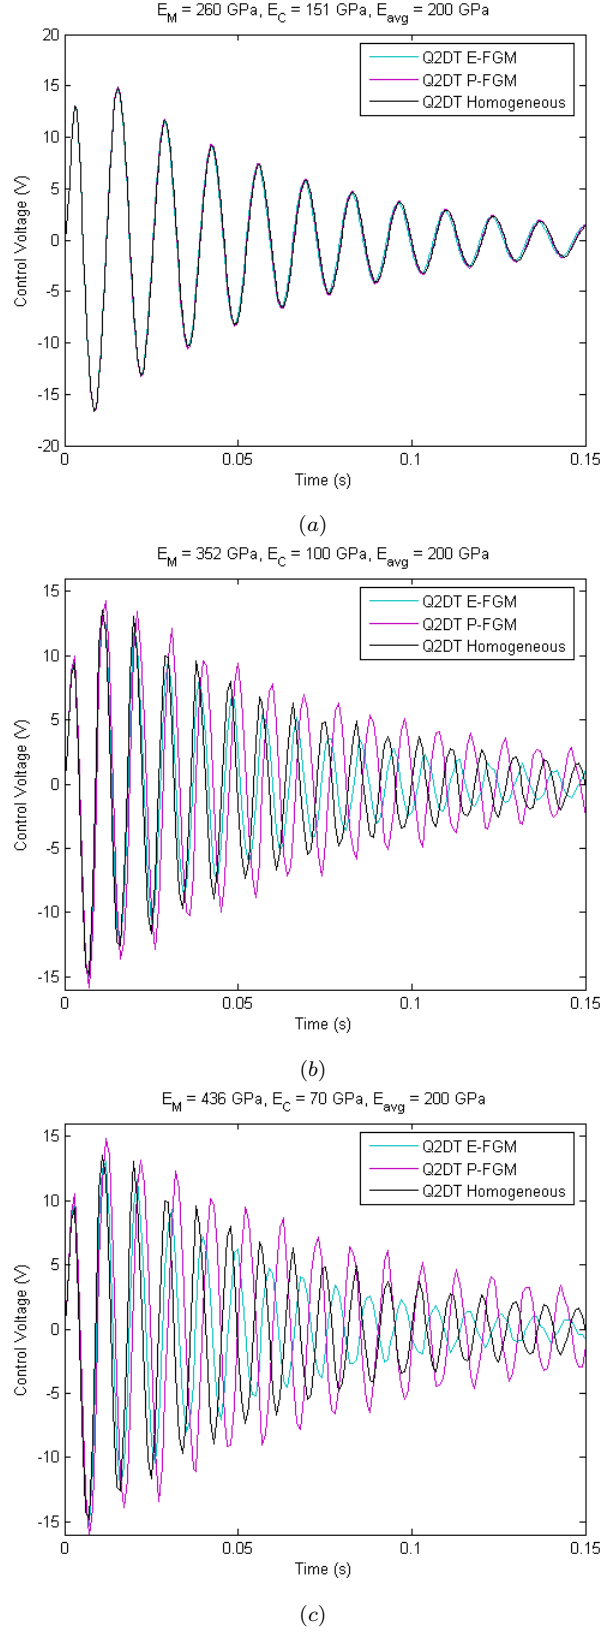 E_M = 260 GPa, E_C = 151 GPa, E_avg = 200 GPa
20
15
10
5
0
-5
-10
-15
-20
Control Voltage (V)
Q2DT E-FGM
Q2DT P-FGM
Q2DT Homogeneous
0 0.05 0.1 0.15
Time (s)
(a)
E_M = 352 GPa, E_C = 100 GPa, E_avg = 200 GPa
15
10
5
0
-5
-10
-15
Control Voltage (V)
Q2DT E-FGM
Q2DT P-FGM
Q2DT Homogeneous
0 0.05 0.1 0.15
Time (s)
(b)
E_M = 436 GPa, E_C = 70 GPa, E_avg = 200 GPa
15
10
5
0
-5
-10
-15
Control Voltage (V)
Q2DT E-FGM
Q2DT P-FGM
Q2DT Homogeneous
0 0.05 0.1 0.15
Time (s)
(c)